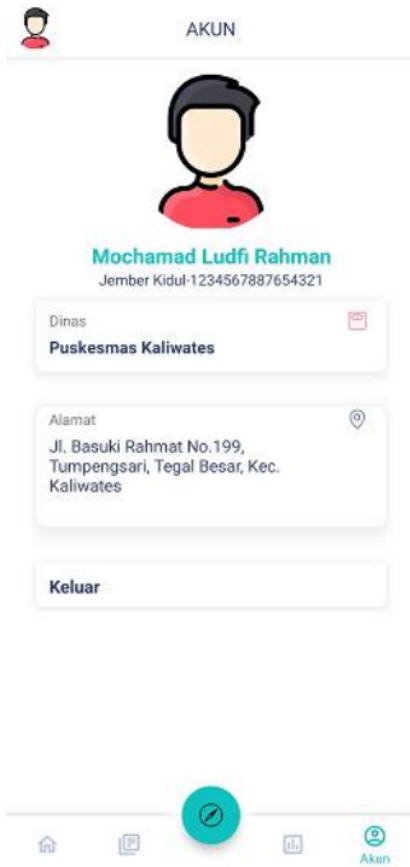 AKUN
Mochamad Ludfi Rahman
Jember Kidul-1234567887654321
Dinas
Puskesmas Kaliwates
Alamat
Jl. Basuki Rahmat No.199,
Tumpengsari, Tegal Besar, Kec.
Kaliwates
Keluar
Akun